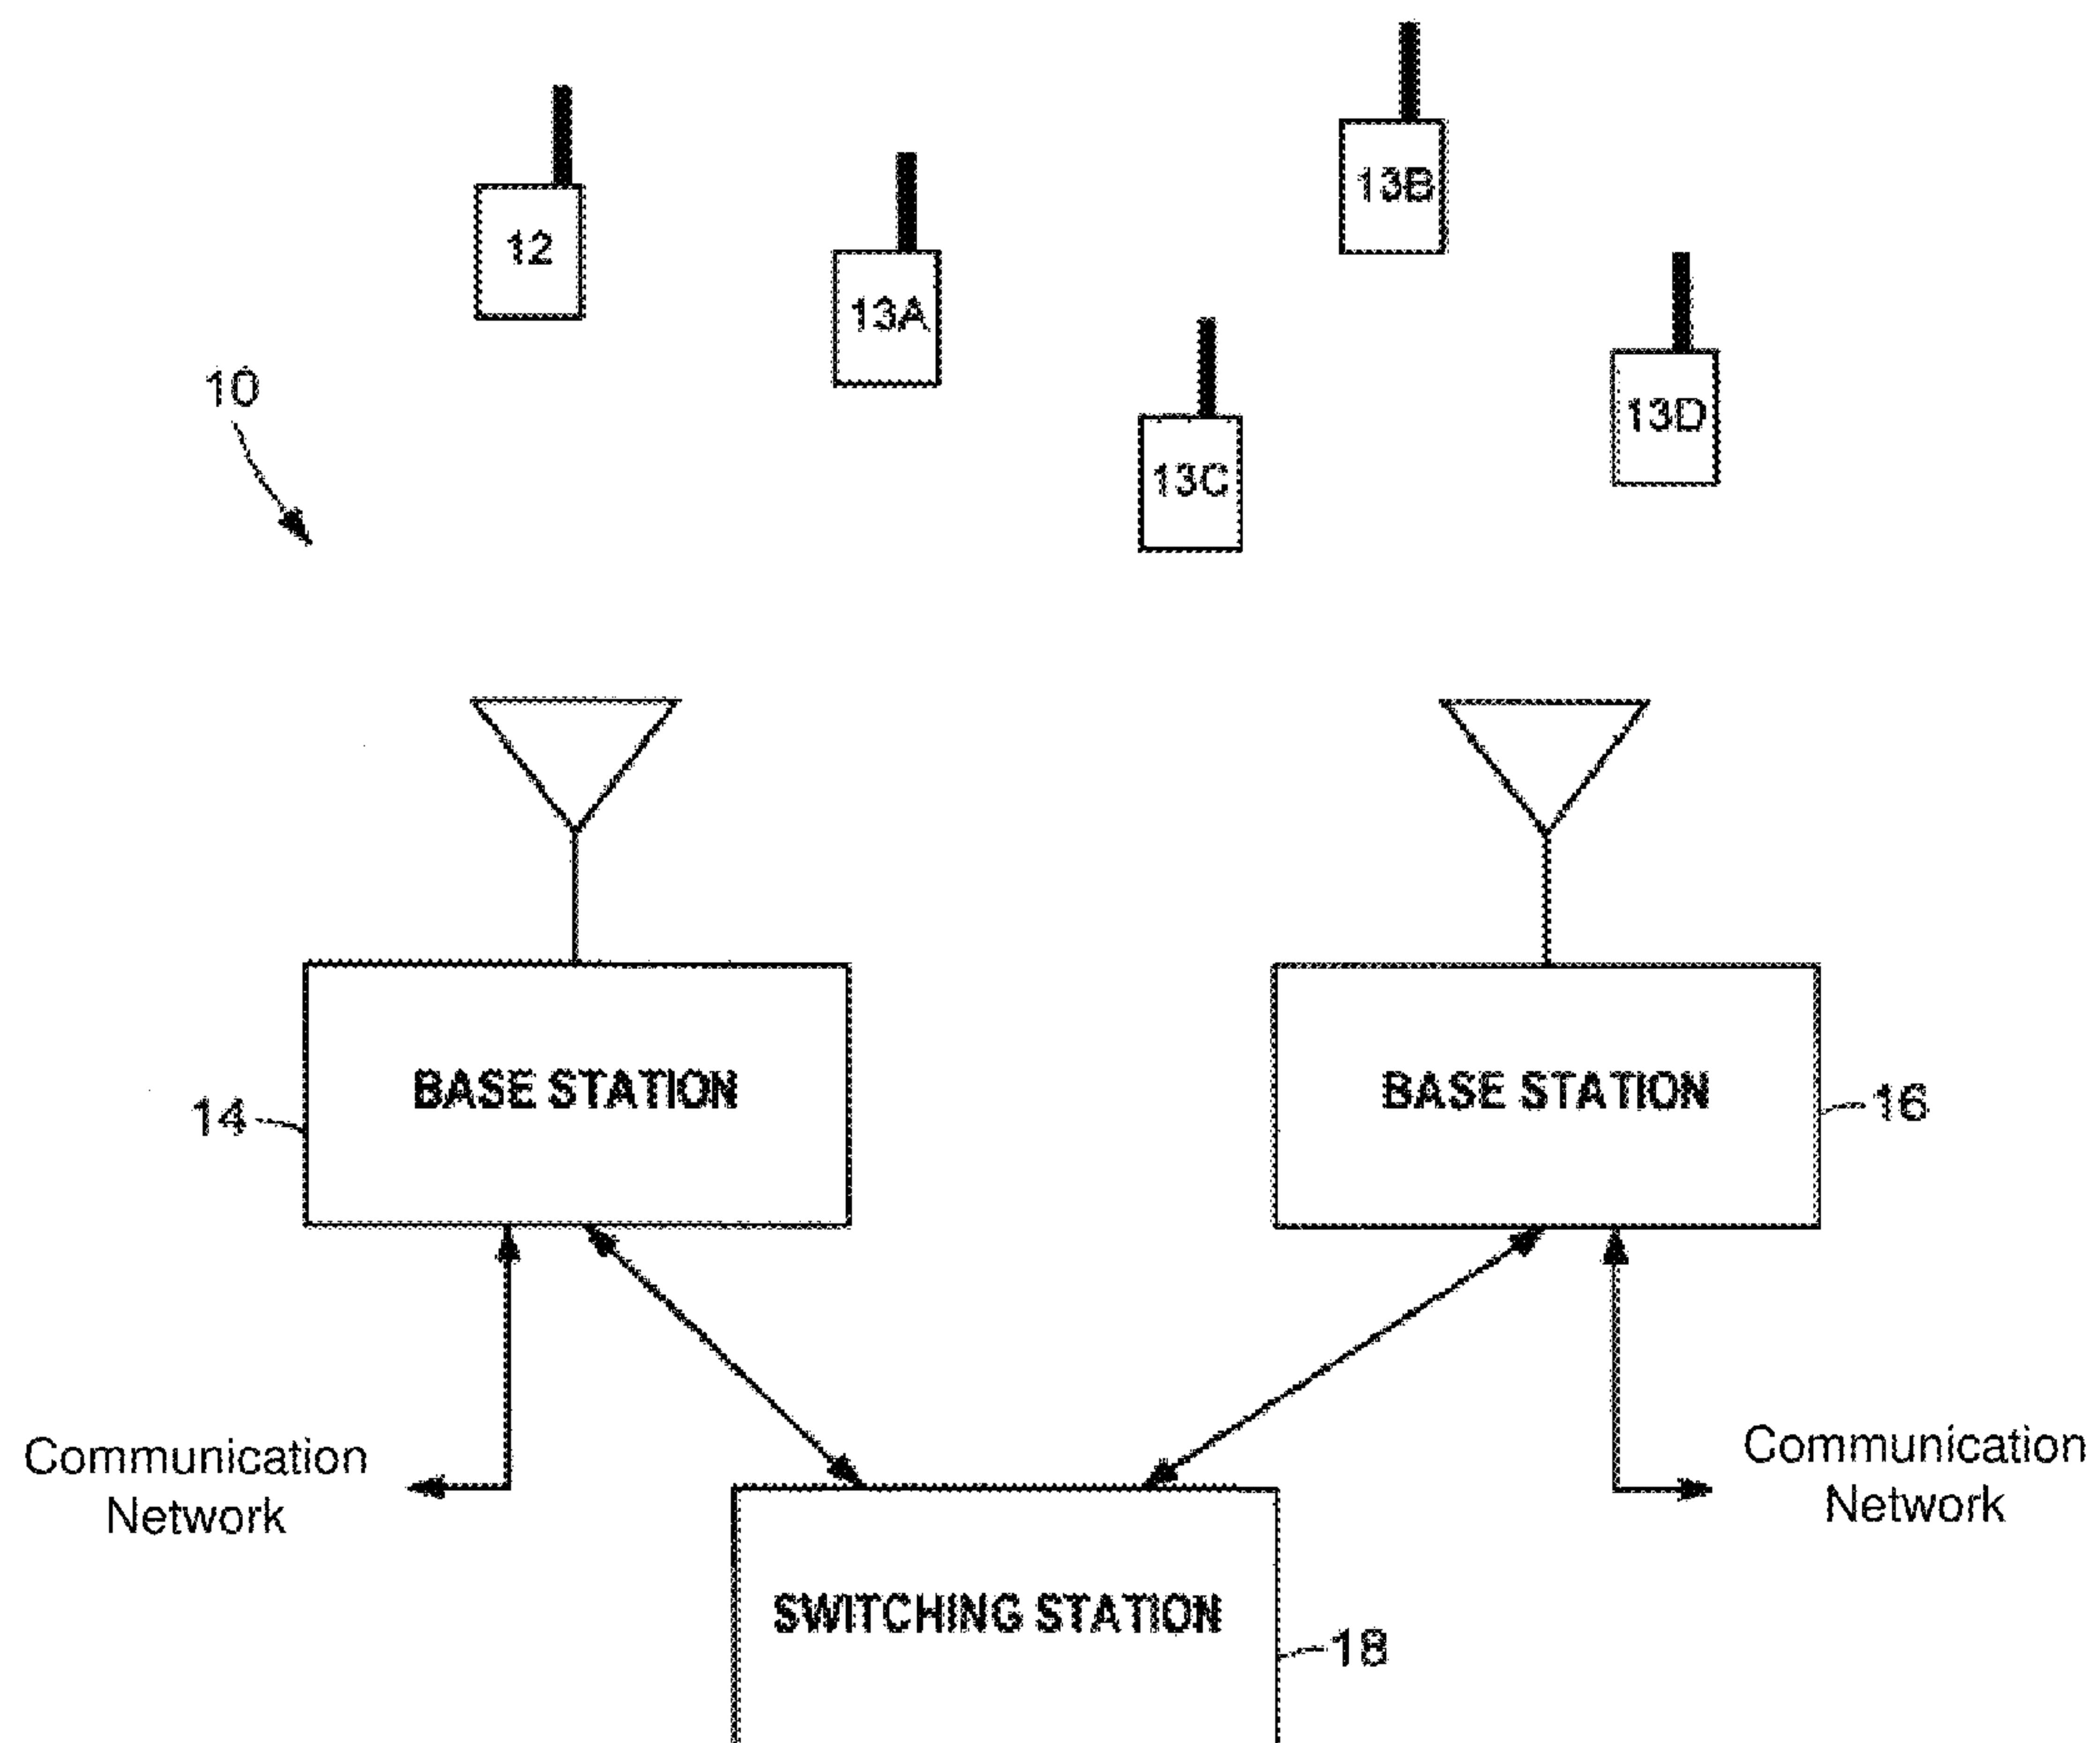 13B
12
13A
10
13D
13C
BASE STATION
BASE STATION
14
16
Communication
Network
Communication
Network
SWITCHING STATION
18